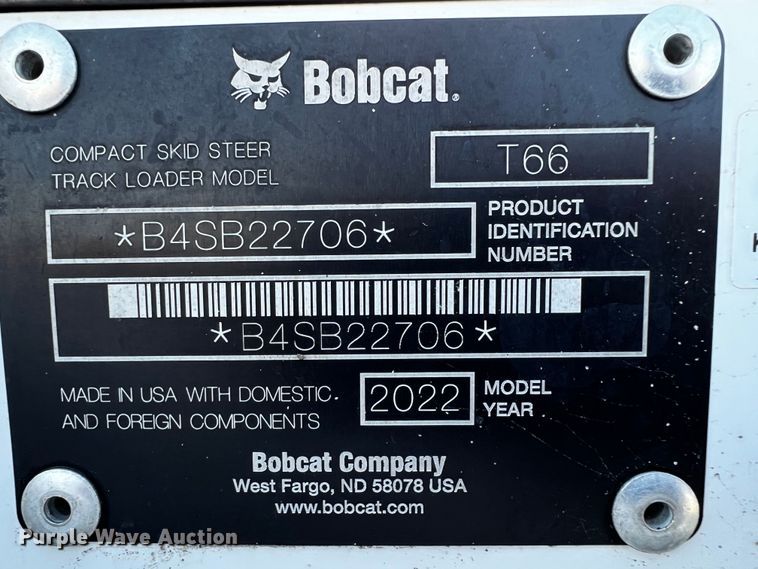 Bobcat.
COMPACT SKID STEER
TRACK LOADER MODEL
T66
*B4SB22706*
PRODUCT
IDENTIFICATION
NUMBER
*B4SB22706*
MADE IN USA WITH DOMESTIC
AND FOREIGN COMPONENTS
2022
MODEL
YEAR
Bobcat Company
West Fargo, ND 58078 USA
www.bobcat.com
Purple Wave Auction